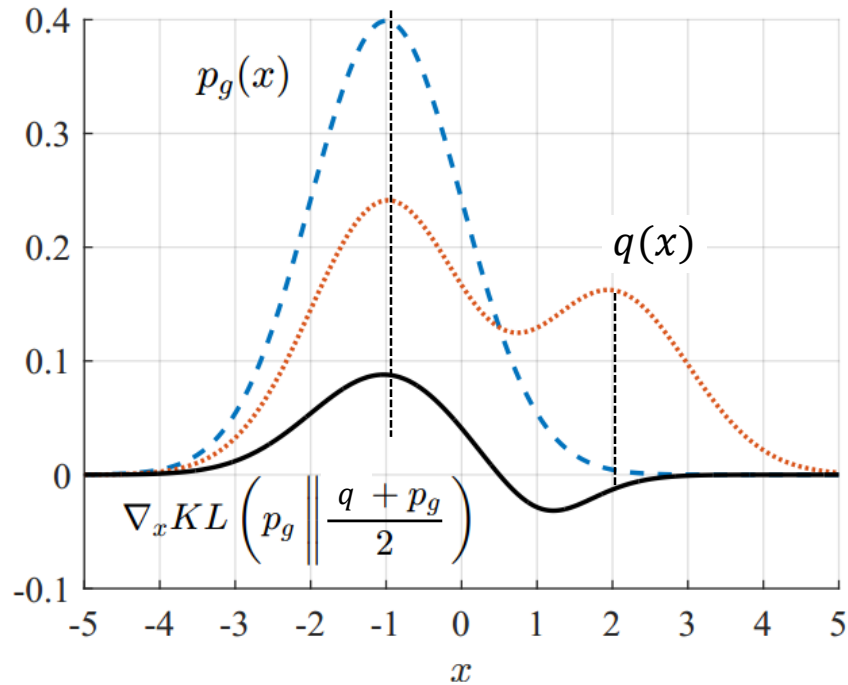 0.4
p_g(x)
0.3
0.2
q(x)
0.1
0
∇_x KL ( p_g ‖ (q + p_g)/2 )
-0.1
-5 -4 -3 -2 -1 0 1 2 3 4 5
x